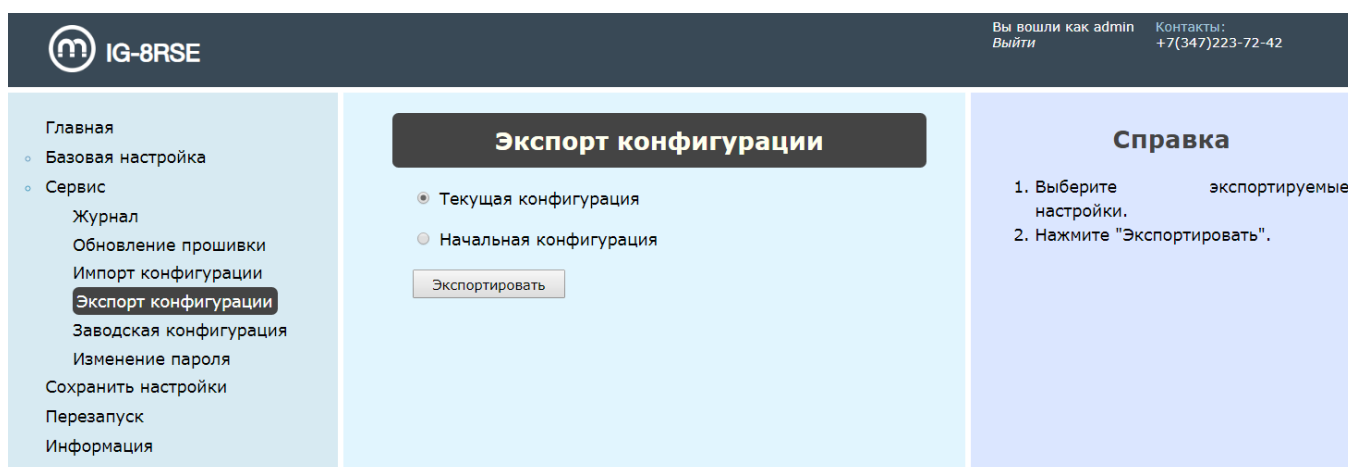 m IG-8RSE
Вы вошли как admin
Выйти
Контакты:
+7(347)223-72-42
Главная
Базовая настройка
Сервис
Журнал
Обновление прошивки
Импорт конфигурации
Экспорт конфигурации
Заводская конфигурация
Изменение пароля
Сохранить настройки
Перезапуск
Информация
Экспорт конфигурации
Текущая конфигурация
Начальная конфигурация
Экспортировать
Справка
1. Выберите экспортируемые
настройки.
2. Нажмите "Экспортировать".